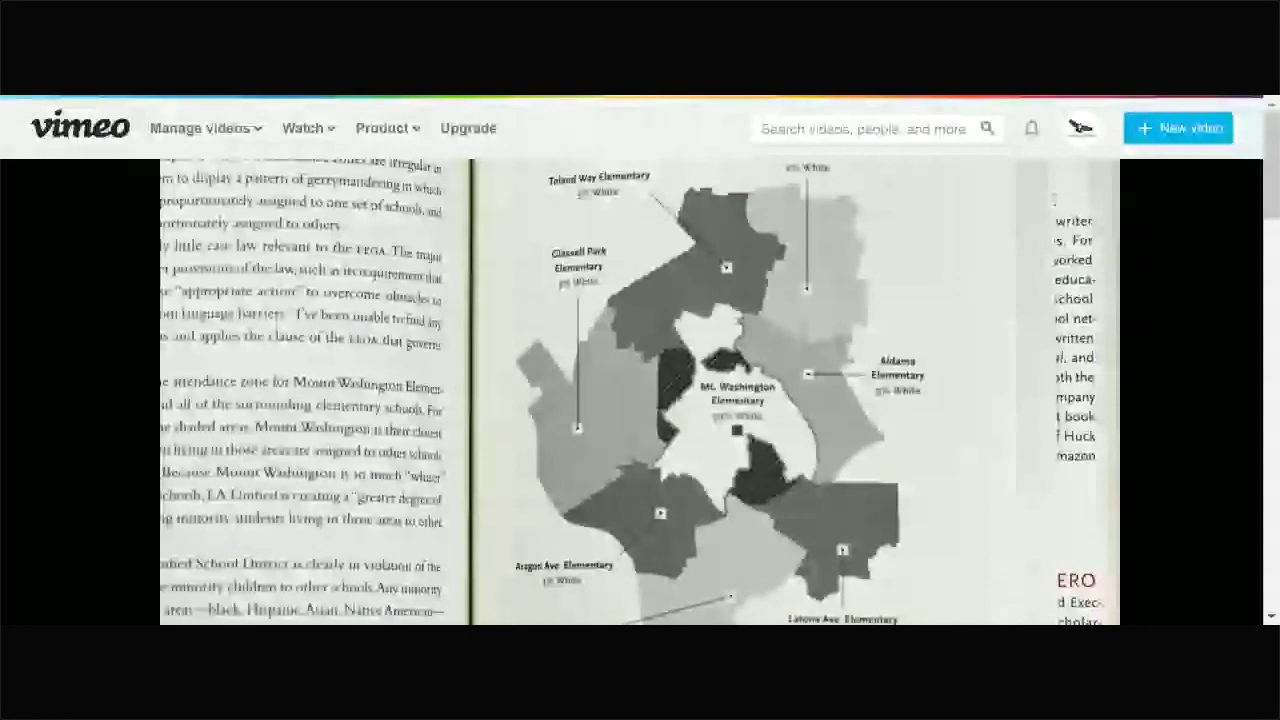 vimeo Manage videos Watch Product Upgrade Search videos, people, and more + New video
are irregular in
to display a pattern of gerrymandering in which
proportionately assigned to one set of schools, and
assigned to others
little case law relevant to the EEOA. The major
provisions of the law, such as its requirement that
"appropriate action" to overcome obstacles to
language barriers I've been unable to find any
and applies the clause of the EEOA that governs
attendance zone for Mount Washington Elemen-
all of the surrounding elementary schools. For
shaded areas, Mount Washington is their closest
living in those areas are assigned to other schools
Because Mount Washington is so much "whiter"
schools, LA Unified is creating a "greater degree of
minority students living in those areas to other
School District is clearly in violation of the
minority children to other schools. Any minority
areas—black, Hispanic, Asian, Native American—
White
Toland Way Elementary
White
Glassell Park
Elementary
White
Aldama
Elementary
White
Mt. Washington
Elementary
White
Aragon Ave Elementary
White
Latona Ave Elementary
writer
s. For
worked
educa-
school
ol net-
written
al, and
oth the
mpany
t book
f Huck
mazon
ERO
d Exec-
cholar-